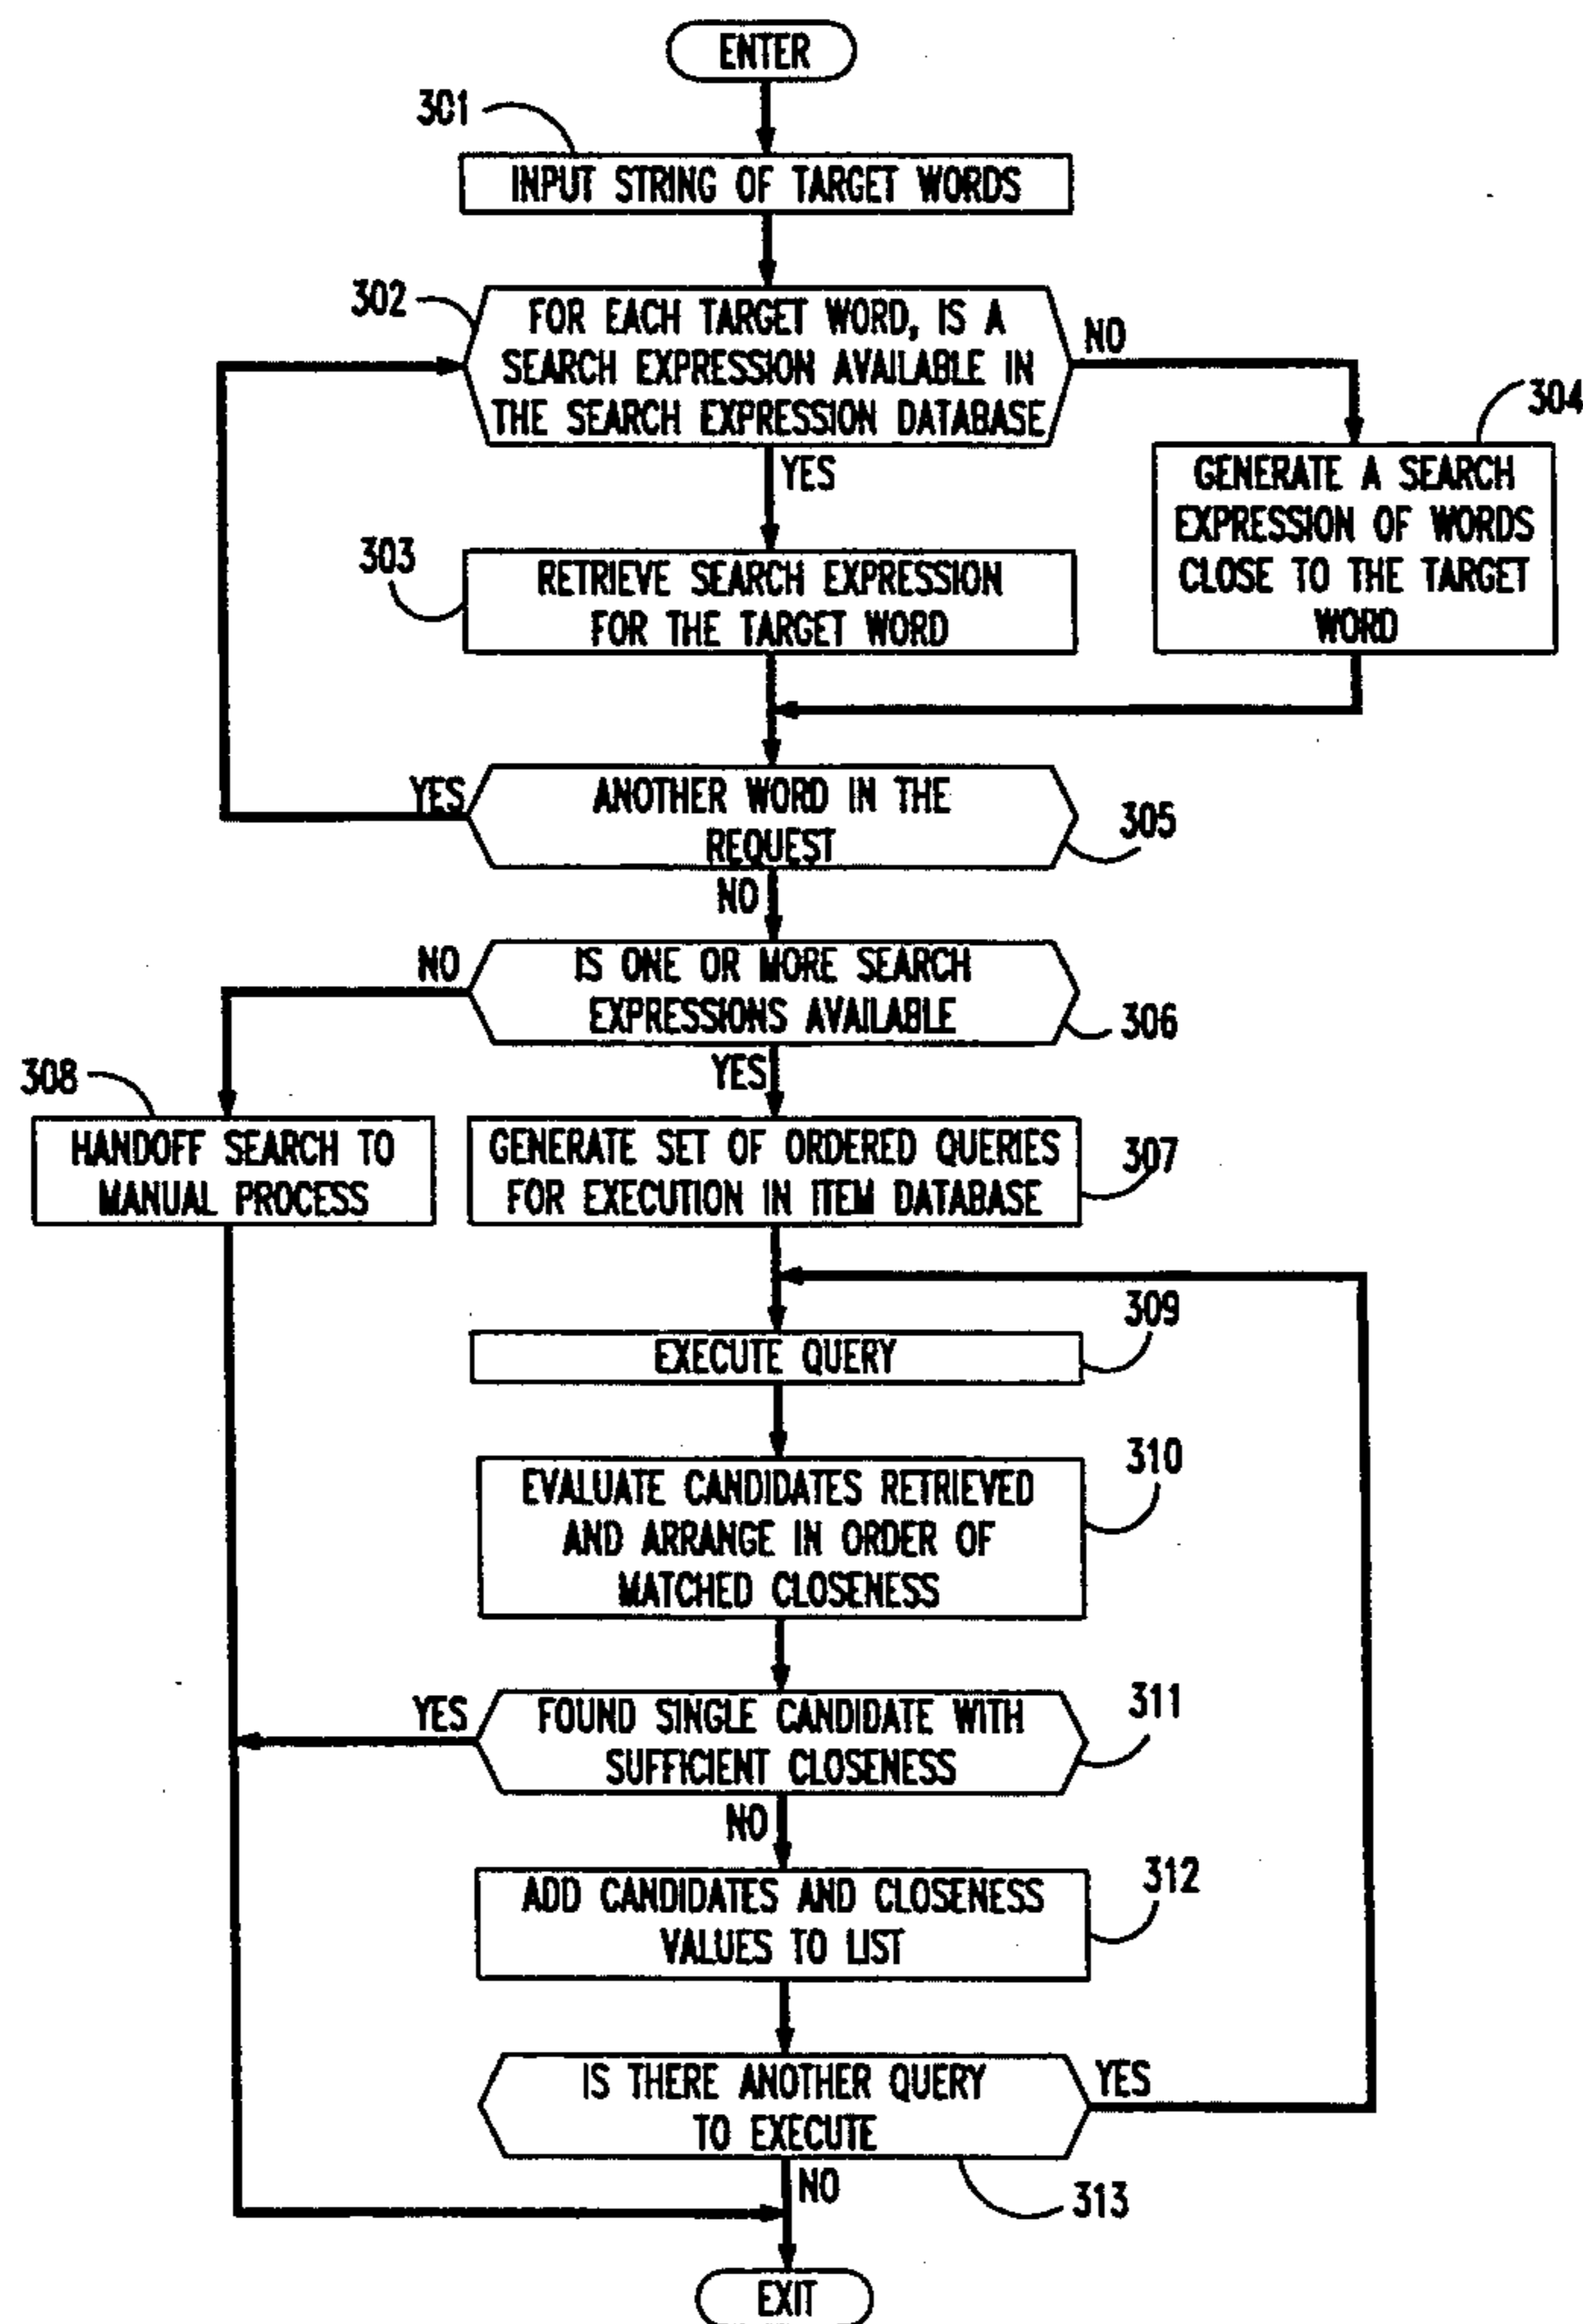 ENTER
301
INPUT STRING OF TARGET WORDS
302
FOR EACH TARGET WORD, IS A
SEARCH EXPRESSION AVAILABLE IN
THE SEARCH EXPRESSION DATABASE
NO
YES
304
GENERATE A SEARCH
EXPRESSION OF WORDS
CLOSE TO THE TARGET
WORD
303
RETRIEVE SEARCH EXPRESSION
FOR THE TARGET WORD
YES
ANOTHER WORD IN THE
REQUEST
305
NO
NO
IS ONE OR MORE SEARCH
EXPRESSIONS AVAILABLE
306
YES
308
HANDOFF SEARCH TO
MANUAL PROCESS
GENERATE SET OF ORDERED QUERIES
FOR EXECUTION IN ITEM DATABASE
307
309
EXECUTE QUERY
310
EVALUATE CANDIDATES RETRIEVED
AND ARRANGE IN ORDER OF
MATCHED CLOSENESS
YES
FOUND SINGLE CANDIDATE WITH
SUFFICIENT CLOSENESS
311
NO
312
ADD CANDIDATES AND CLOSENESS
VALUES TO LIST
IS THERE ANOTHER QUERY
TO EXECUTE
YES
NO
313
EXIT